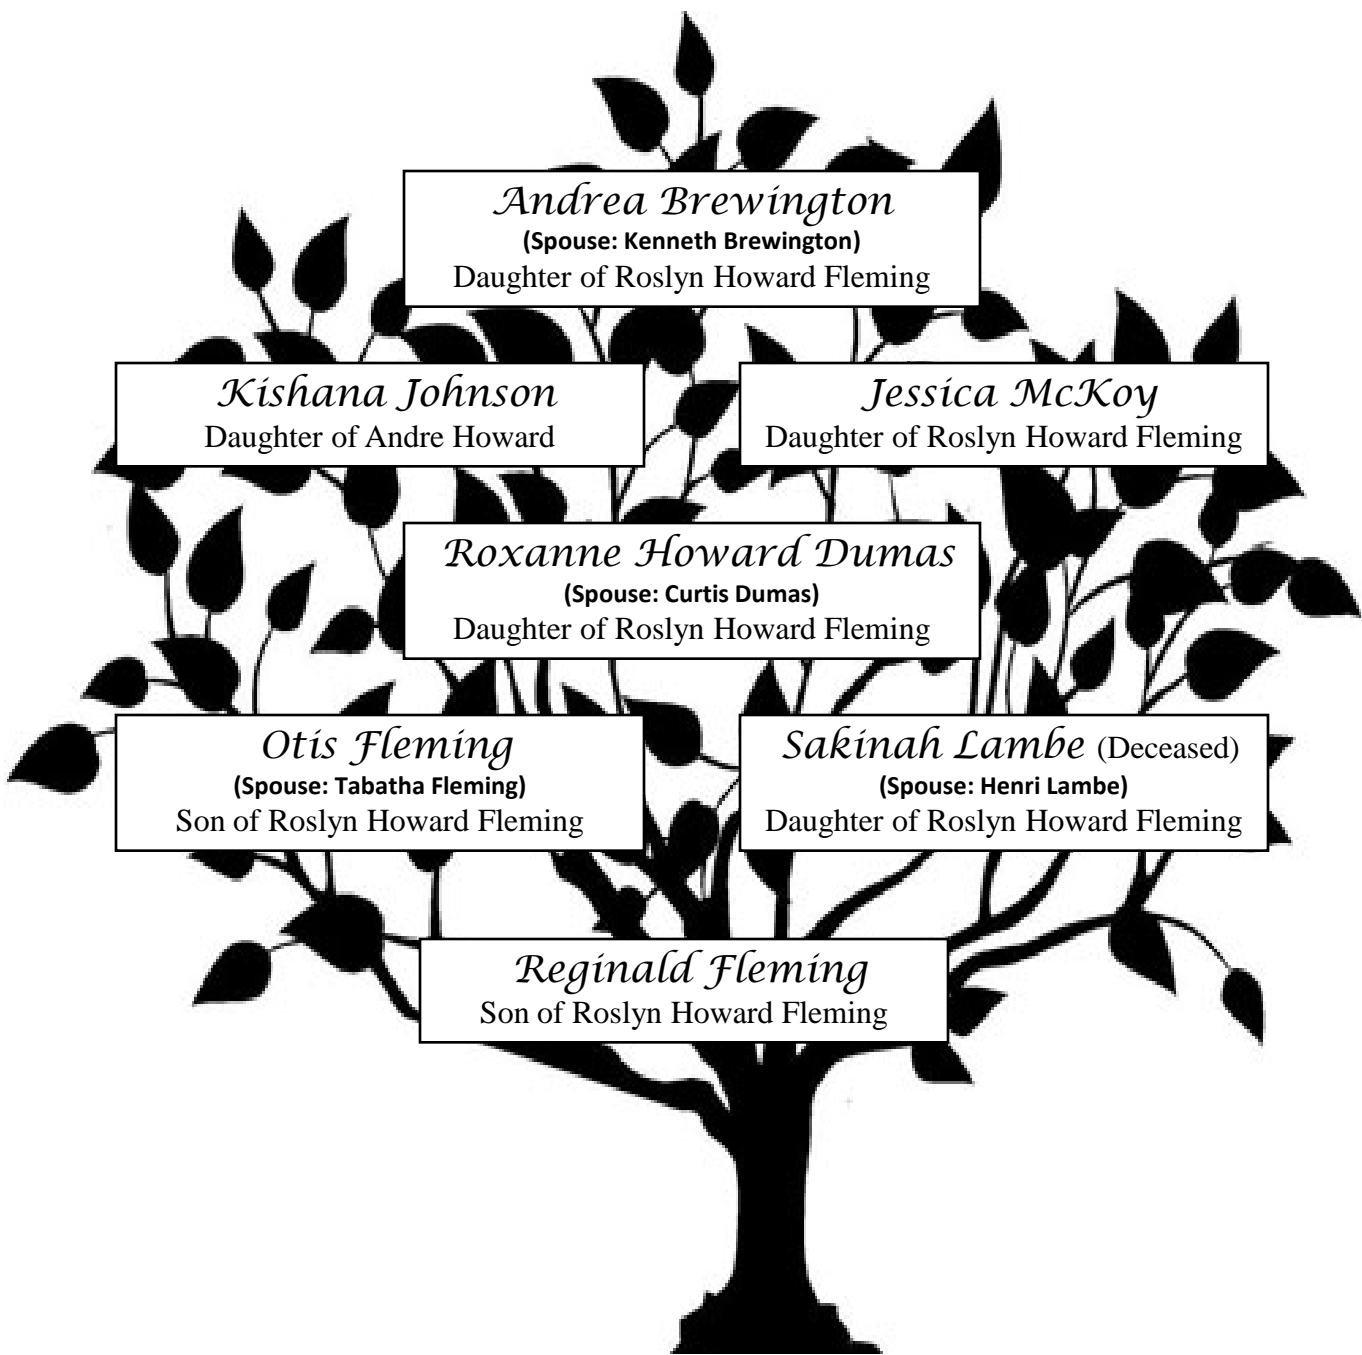 Andrea Brewington
(Spouse: Kenneth Brewington)
Daughter of Roslyn Howard Fleming
Kishana Johnson
Daughter of Andre Howard
Jessica McKoy
Daughter of Roslyn Howard Fleming
Roxanne Howard Dumas
(Spouse: Curtis Dumas)
Daughter of Roslyn Howard Fleming
Otis Fleming
(Spouse: Tabatha Fleming)
Son of Roslyn Howard Fleming
Sakinah Lambe (Deceased)
(Spouse: Henri Lambe)
Daughter of Roslyn Howard Fleming
Reginald Fleming
Son of Roslyn Howard Fleming